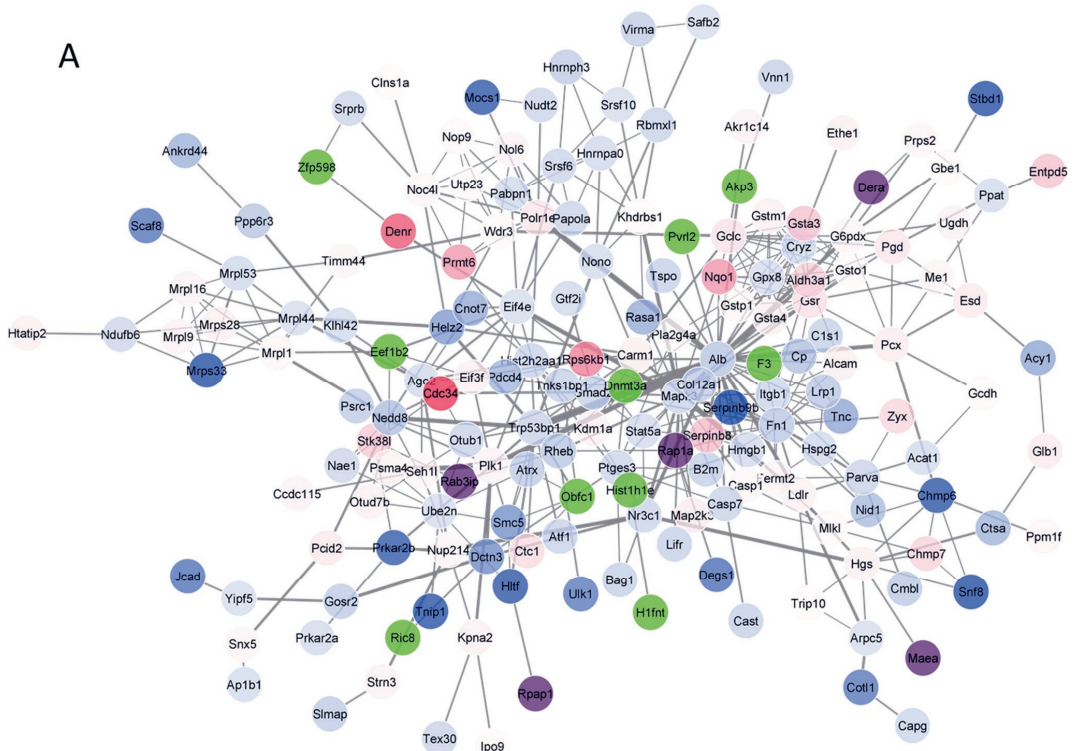 A
Virma
Safb2
Clns1a
Hnrnph3
Vnn1
Stbd1
Mocs1
Nudt2
Srsf10
Srprb
Rbmxl1
Akr1c14
Ethe1
Prps2
Nop9
Nol6
Hnrnpa0
Ankrd44
Zfp598
Srsf6
Gbe1
Entpd5
Noc4l
Utp23
Pabpn1
Akp3
Dera
Ppat
Scaf8
Ppp6r3
Denr
Wdr3
Polr1e
Papola
Khdrbs1
Pvrl2
Gclc
Gstm1
Gsta3
G6pdx
Ugdh
Cryz
Pgd
Timm44
Prmt6
Nono
Tspo
Nqo1
Gpx8
Aldh3a1
Gsto1
Me1
Mrpl53
Mrpl16
Cnot7
Eif4e
Gtf2i
Gstp1
Gsr
Esd
Mrps28
Mrpl44
Klhl42
Helz2
Rasa1
Gsta4
Htatip2
Ndufb6
Mrpl9
Mrpl1
Eef1b2
Pla2g4a
C1s1
Pcx
Acy1
Mrps33
Hist2h2aa1
Rps6kb1
Carm1
Alb
F3
Cp
Alcam
Eif3f
Pdcd4
Tnks1bp1
Dnmt3a
Col12a1
Itgb1
Lrp1
Gcdh
Cdc34
Smad2
Serpinb9b
Psrc1
Nedd8
Tnc
Zyx
Trp53bp1
Kdm1a
Stat5a
Fn1
Serpinb8
Stk38l
Otub1
Rheb
Rap1a
Hmgb1
Hspg2
Glb1
Nae1
Psma4
Seh1l
Plk1
Atrx
Ptges3
B2m
Acat1
Ccdc115
Rab3ip
Casp1
Fermt2
Parva
Otud7b
Obfc1
Hist1h1e
Casp7
Ldlr
Chmp6
Ube2n
Smc5
Nr3c1
Nid1
Mlkl
Ctsa
Ppm1f
Pcid2
Prkar2b
Nup214
Dctn3
Ctc1
Atf1
Lifr
Chmp7
Hgs
Jcad
Yipf5
Hltf
Ulk1
Bag1
Degs1
Cmbl
Snf8
Gosr2
Tnip1
H1fnt
Cast
Trip10
Prkar2a
Ric8
Kpna2
Arpc5
Snx5
Maea
Ap1b1
Strn3
Rpap1
Cotl1
Slmap
Capg
Tex30
Ipo9